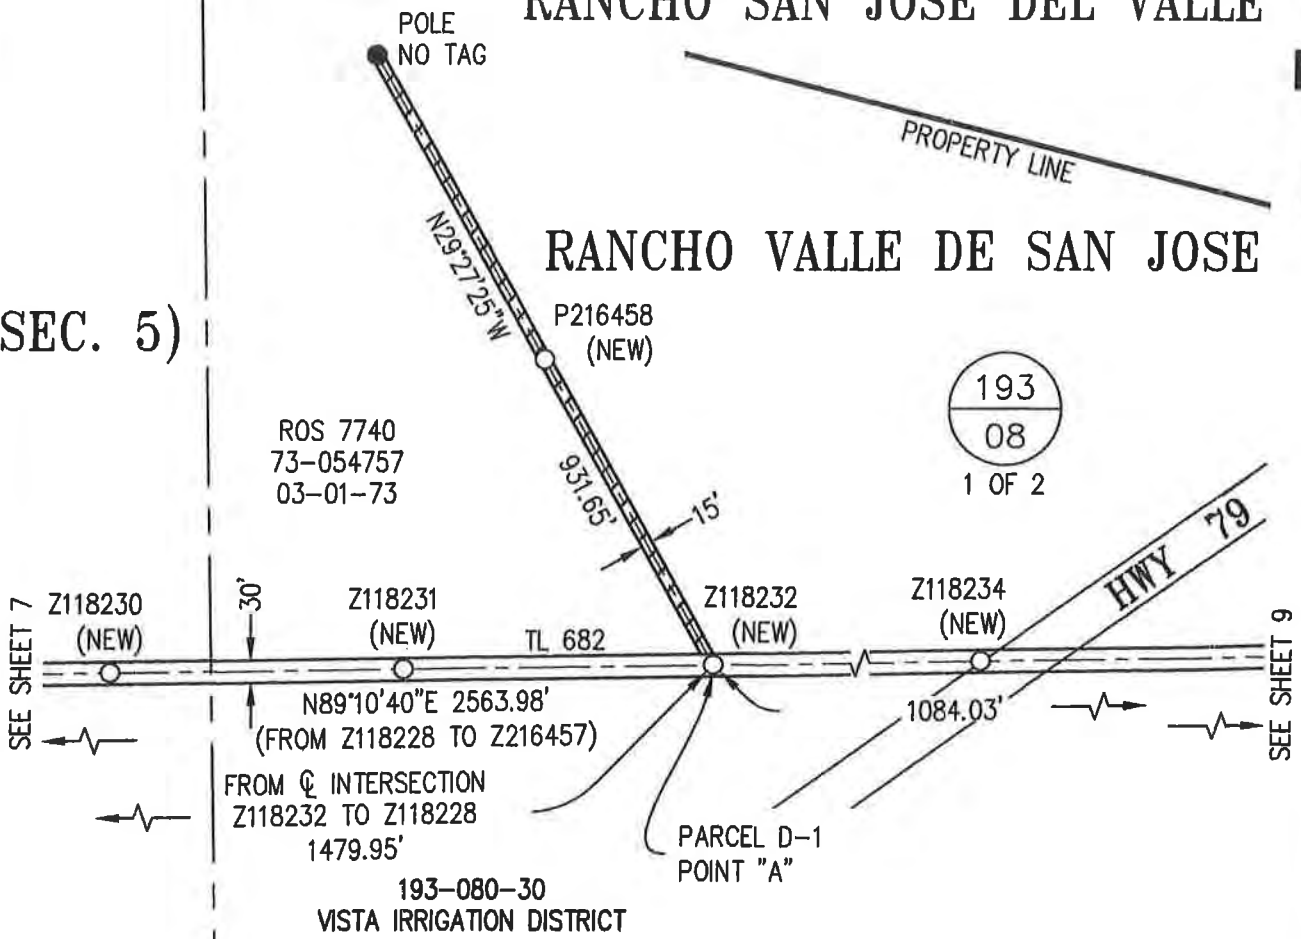 RANCHO SAN JOSE DEL VALLE
POLE
NO TAG
PROPERTY LINE
N29°27'25"W
RANCHO VALLE DE SAN JOSE
SEC. 5)
P216458
(NEW)
193
08
1 OF 2
ROS 7740
73-054757
03-01-73
931.65'
15'
HWY 79
SEE SHEET 7
Z118230
(NEW)
30'
Z118231
(NEW)
TL 682
Z118232
(NEW)
Z118234
(NEW)
SEE SHEET 9
N89°10'40"E 2563.98'
(FROM Z118228 TO Z216457)
1084.03'
FROM ℄ INTERSECTION
Z118232 TO Z118228
1479.95'
PARCEL D-1
POINT "A"
193-080-30
VISTA IRRIGATION DISTRICT